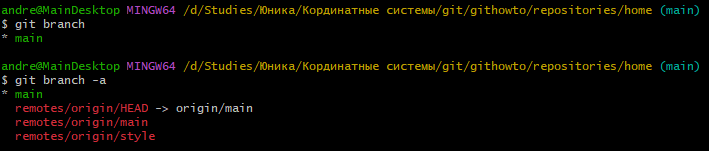 andre@MainDesktop MINGW64 /d/Studies/Юника/Кординатные системы/git/githowto/repositories/home (main)
$ git branch
* main
andre@MainDesktop MINGW64 /d/Studies/Юника/Кординатные системы/git/githowto/repositories/home (main)
$ git branch -a
* main
remotes/origin/HEAD -> origin/main
remotes/origin/main
remotes/origin/style